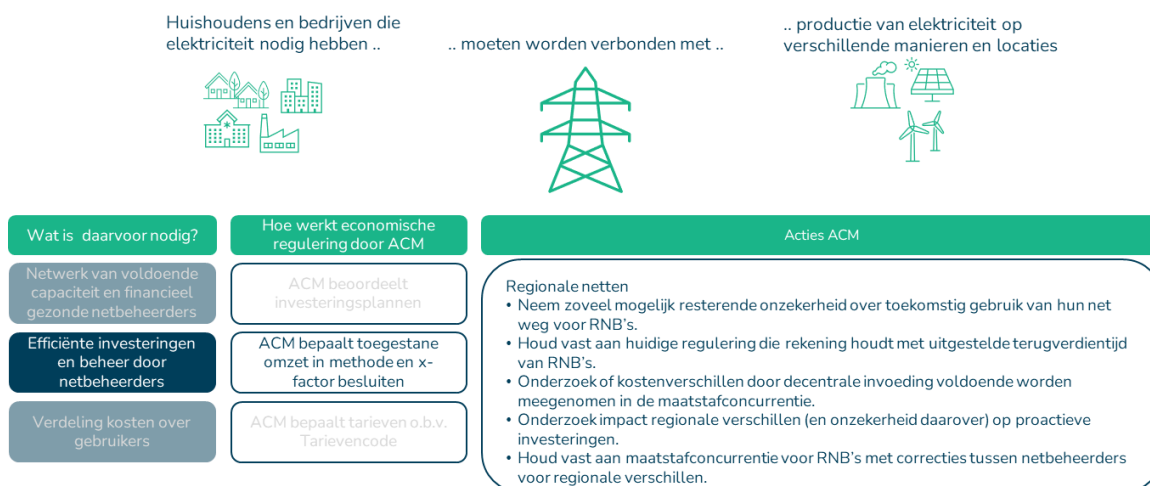 Huishoudens en bedrijven die
elektriciteit nodig hebben ..
.. moeten worden verbonden met ..
.. productie van elektriciteit op
verschillende manieren en locaties
Wat is daarvoor nodig?
Hoe werkt economische
regulering door ACM
Acties ACM
Netwerk van voldoende
capaciteit en financieel
gezonde netbeheerders
ACM beoordeelt
investeringsplannen
Efficiënte investeringen
en beheer door
netbeheerders
ACM bepaalt toegestane
omzet in methode en x-
factor besluiten
Verdeling kosten over
gebruikers
ACM bepaalt tarieven o.b.v.
Tarievencode
Regionale netten
• Neem zoveel mogelijk resterende onzekerheid over toekomstig gebruik van hun net
weg voor RNB's.
• Houd vast aan huidige regulering die rekening houdt met uitgestelde terugverdientijd
van RNB's.
• Onderzoek of kostenverschillen door decentrale invoeding voldoende worden
meegenomen in de maatstafconcurrentie.
• Onderzoek impact regionale verschillen (en onzekerheid daarover) op proactieve
investeringen.
• Houd vast aan maatstafconcurrentie voor RNB's met correcties tussen netbeheerders
voor regionale verschillen.